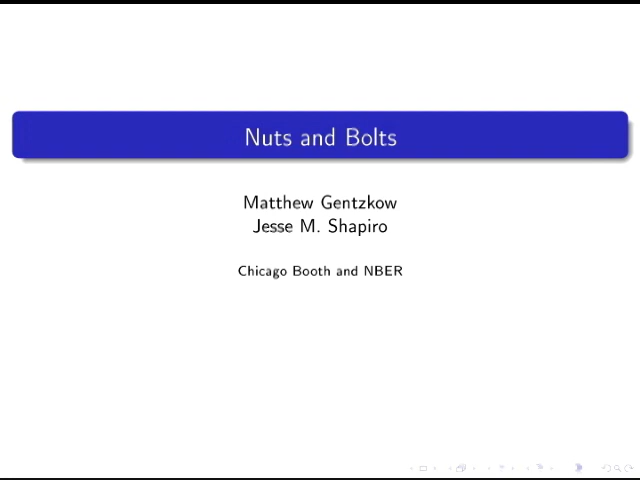 Nuts and Bolts
Matthew Gentzkow
Jesse M. Shapiro
Chicago Booth and NBER